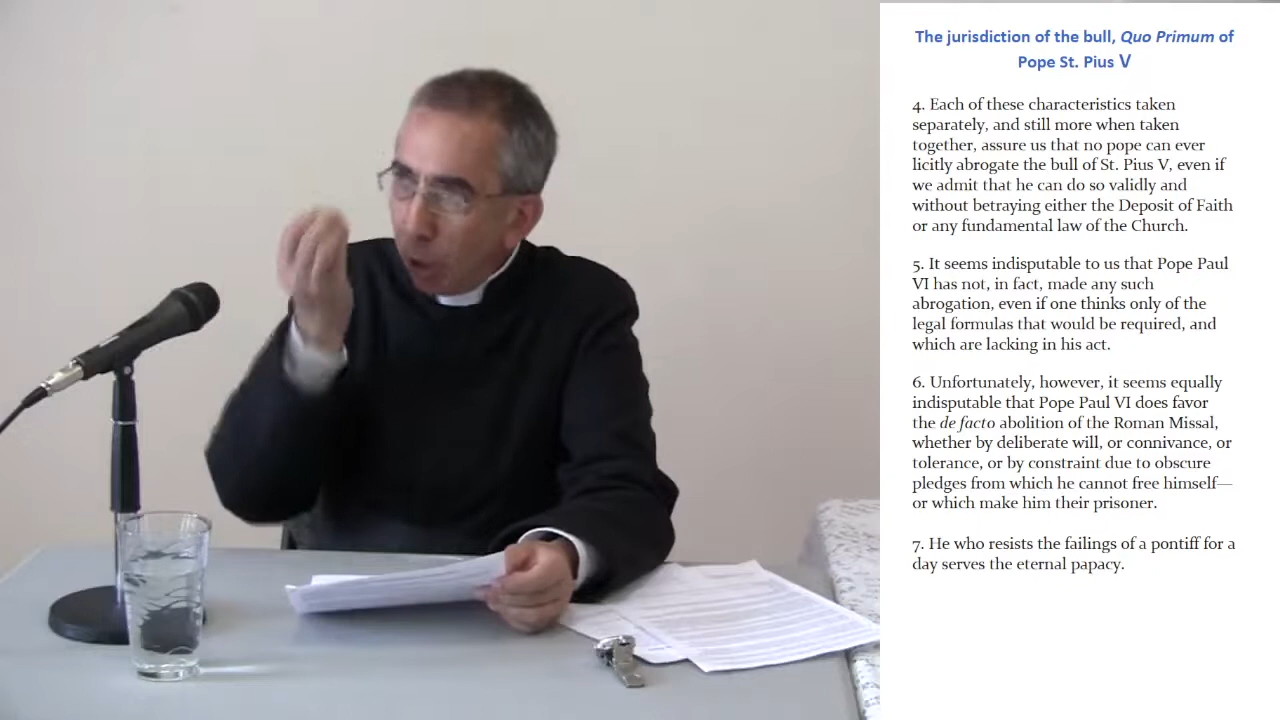 The jurisdiction of the bull, Quo Primum of
Pope St. Pius V
4. Each of these characteristics taken
separately, and still more when taken
together, assure us that no pope can ever
licitly abrogate the bull of St. Pius V, even if
we admit that he can do so validly and
without betraying either the Deposit of Faith
or any fundamental law of the Church.
5. It seems indisputable to us that Pope Paul
VI has not, in fact, made any such
abrogation, even if one thinks only of the
legal formulas that would be required, and
which are lacking in his act.
6. Unfortunately, however, it seems equally
indisputable that Pope Paul VI does favor
the de facto abolition of the Roman Missal,
whether by deliberate will, or connivance, or
tolerance, or by constraint due to obscure
pledges from which he cannot free himself—
or which make him their prisoner.
7. He who resists the failings of a pontiff for a
day serves the eternal papacy.